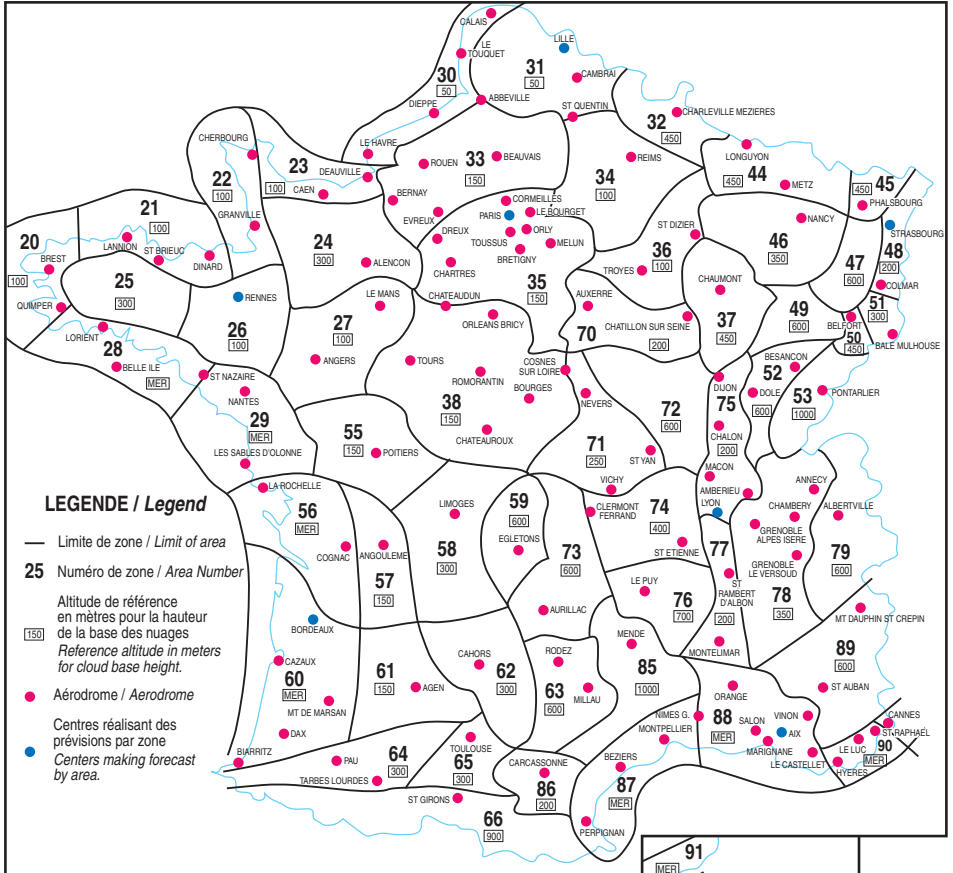 CALAIS
LILLE
LE
TOUQUET
30
50
31
50
CAMBRAI
ABBEVILLE
DIEPPE
ST QUENTIN
CHARLEVILLE MEZIERES
32
450
CHERBOURG
LE HAVRE
23
100
DEAUVILLE
CAEN
ROUEN
33
150
BEAUVAIS
REIMS
34
100
LONGUYON
44
450
METZ
45
450
PHALSBOURG
STRASBOURG
22
100
GRANVILLE
BERNAY
EVREUX
CORMEILLES
PARIS
LE BOURGET
ORLY
TOUSSUS
MELUN
BRETIGNY
DREUX
CHARTRES
ST DIZIER
NANCY
46
350
47
600
48
200
COLMAR
20
100
BREST
21
100
LANNION
ST BRIEUC
DINARD
24
300
ALENCON
36
100
TROYES
CHAUMONT
25
300
QUIMPER
LORIENT
RENNES
26
100
LE MANS
27
100
ANGERS
CHATEAUDUN
35
150
ORLEANS BRICY
AUXERRE
70
CHATILLON SUR SEINE
200
37
450
49
600
BELFORT
50
450
51
300
BALE MULHOUSE
28
BELLE ILE
MER
ST NAZAIRE
NANTES
TOURS
ROMORANTIN
COSNES
SUR LOIRE
BOURGES
NEVERS
BESANCON
52
DIJON
DOLE
600
53
1000
PONTARLIER
29
MER
LES SABLES D'OLONNE
38
150
CHATEAUROUX
72
600
75
CHALON
200
55
150
POITIERS
71
250
ST YAN
MACON
LA ROCHELLE
VICHY
AMBERIEU
LYON
ANNECY
CHAMBERY
ALBERTVILLE
56
MER
COGNAC
ANGOULEME
57
150
LIMOGES
58
300
59
600
EGLETONS
CLERMONT
FERRAND
74
400
ST ETIENNE
GRENOBLE
ALPES ISERE
GRENOBLE
LE VERSOUD
79
600
73
600
77
ST
RAMBERT
D'ALBON
200
78
350
LEGENDE / Legend
Limite de zone / Limit of area
25 Numéro de zone / Area Number
Altitude de référence
en mètres pour la hauteur
150 de la base des nuages
Reference altitude in meters
for cloud base height.
Aérodrome / Aerodrome
Centres réalisant des
prévisions par zone
Centers making forecast
by area.
BORDEAUX
AURILLAC
LE PUY
76
700
MONTELIMAR
MT DAUPHIN ST CREPIN
CAZAUX
60
MER
MT DE MARSAN
DAX
61
150
AGEN
CAHORS
62
300
RODEZ
63
600
MILLAU
MENDE
85
1000
89
600
ST AUBAN
ORANGE
88
MER
NIMES G.
MONTPELLIER
SALON
VINON
AIX
MARIGNANE
LE CASTELLET
CANNES
ST-RAPHAËL
LE LUC
90
MER
HYERES
BIARRITZ
PAU
64
300
TARBES LOURDES
TOULOUSE
65
300
ST GIRONS
CARCASSONNE
86
200
BEZIERS
87
MER
PERPIGNAN
66
900
91
MER